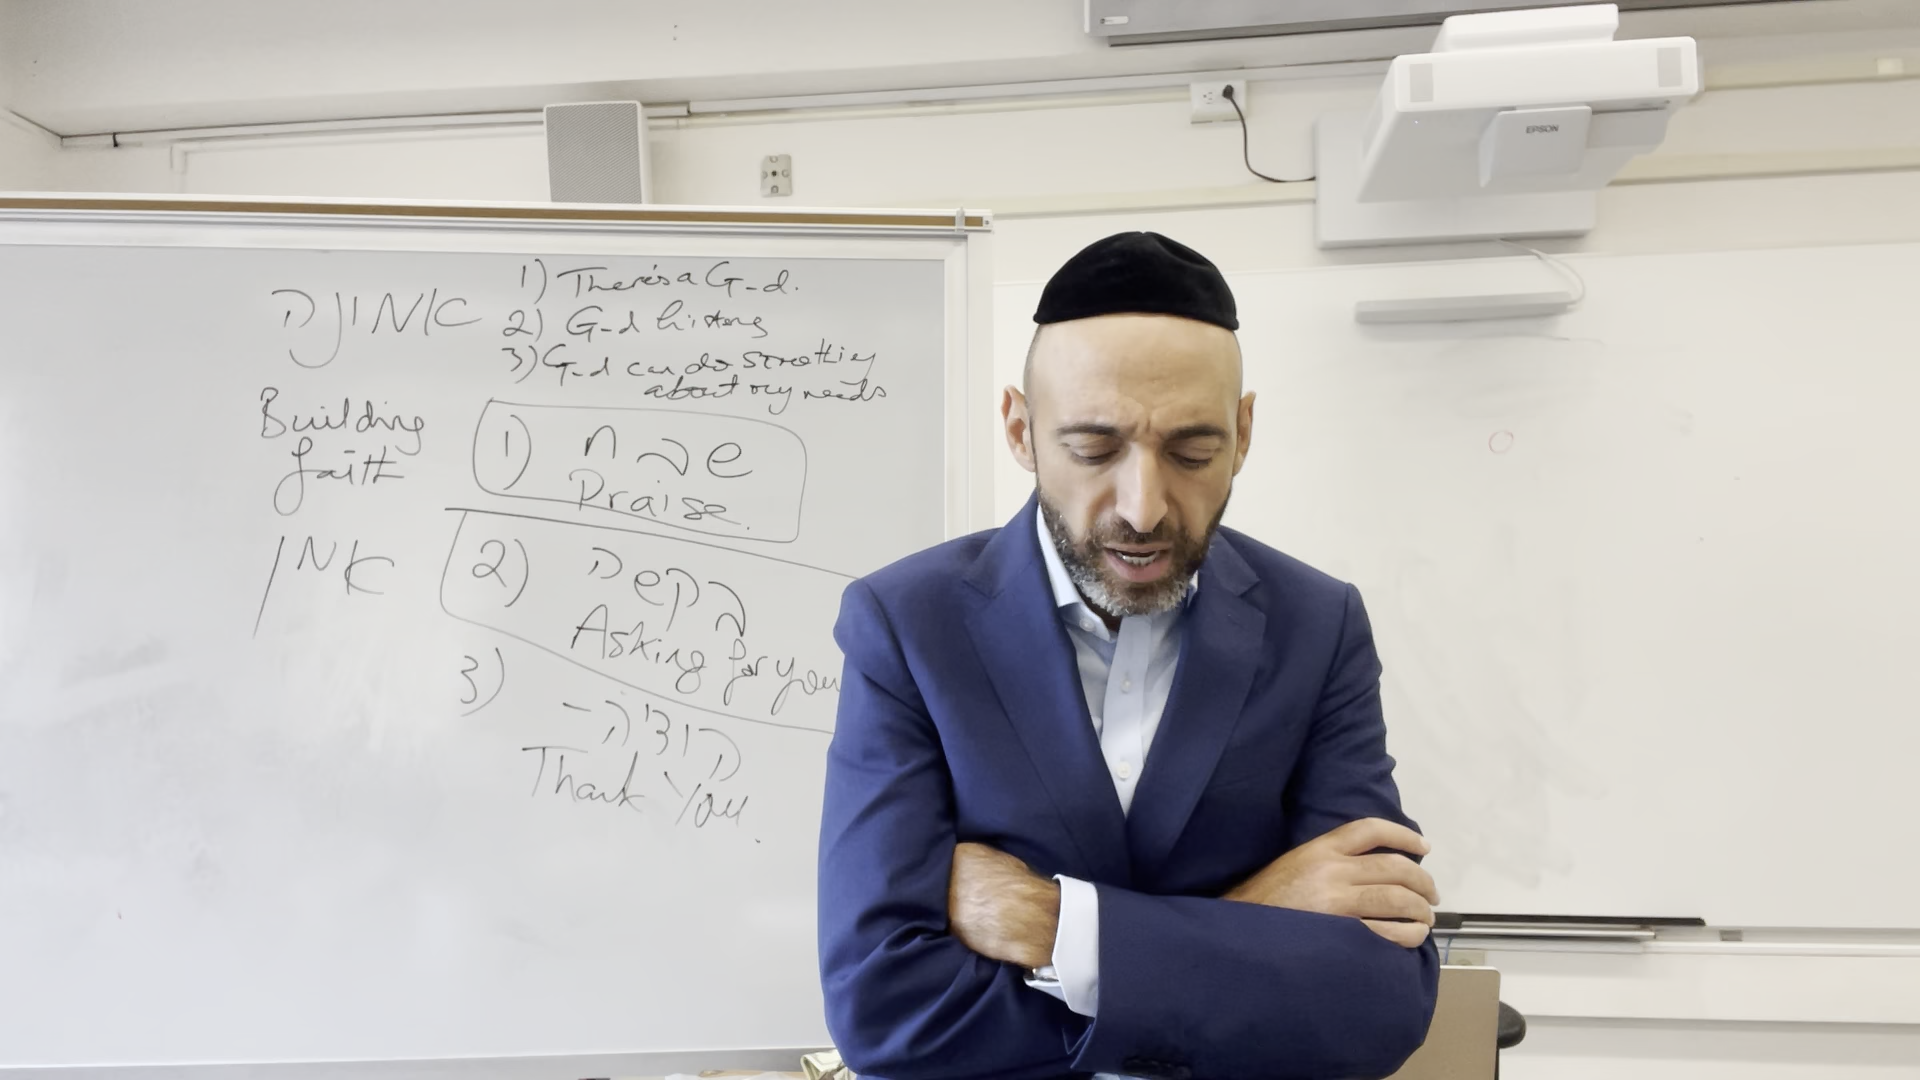 EPSON
1) There's a G-d.
אמונה
2) G-d listens
3) G-d can do something
about my needs
Building
faith
1) שבח
Praise.
אמן
2) בקשה
Asking for you
3) הודיה -
Thank You.